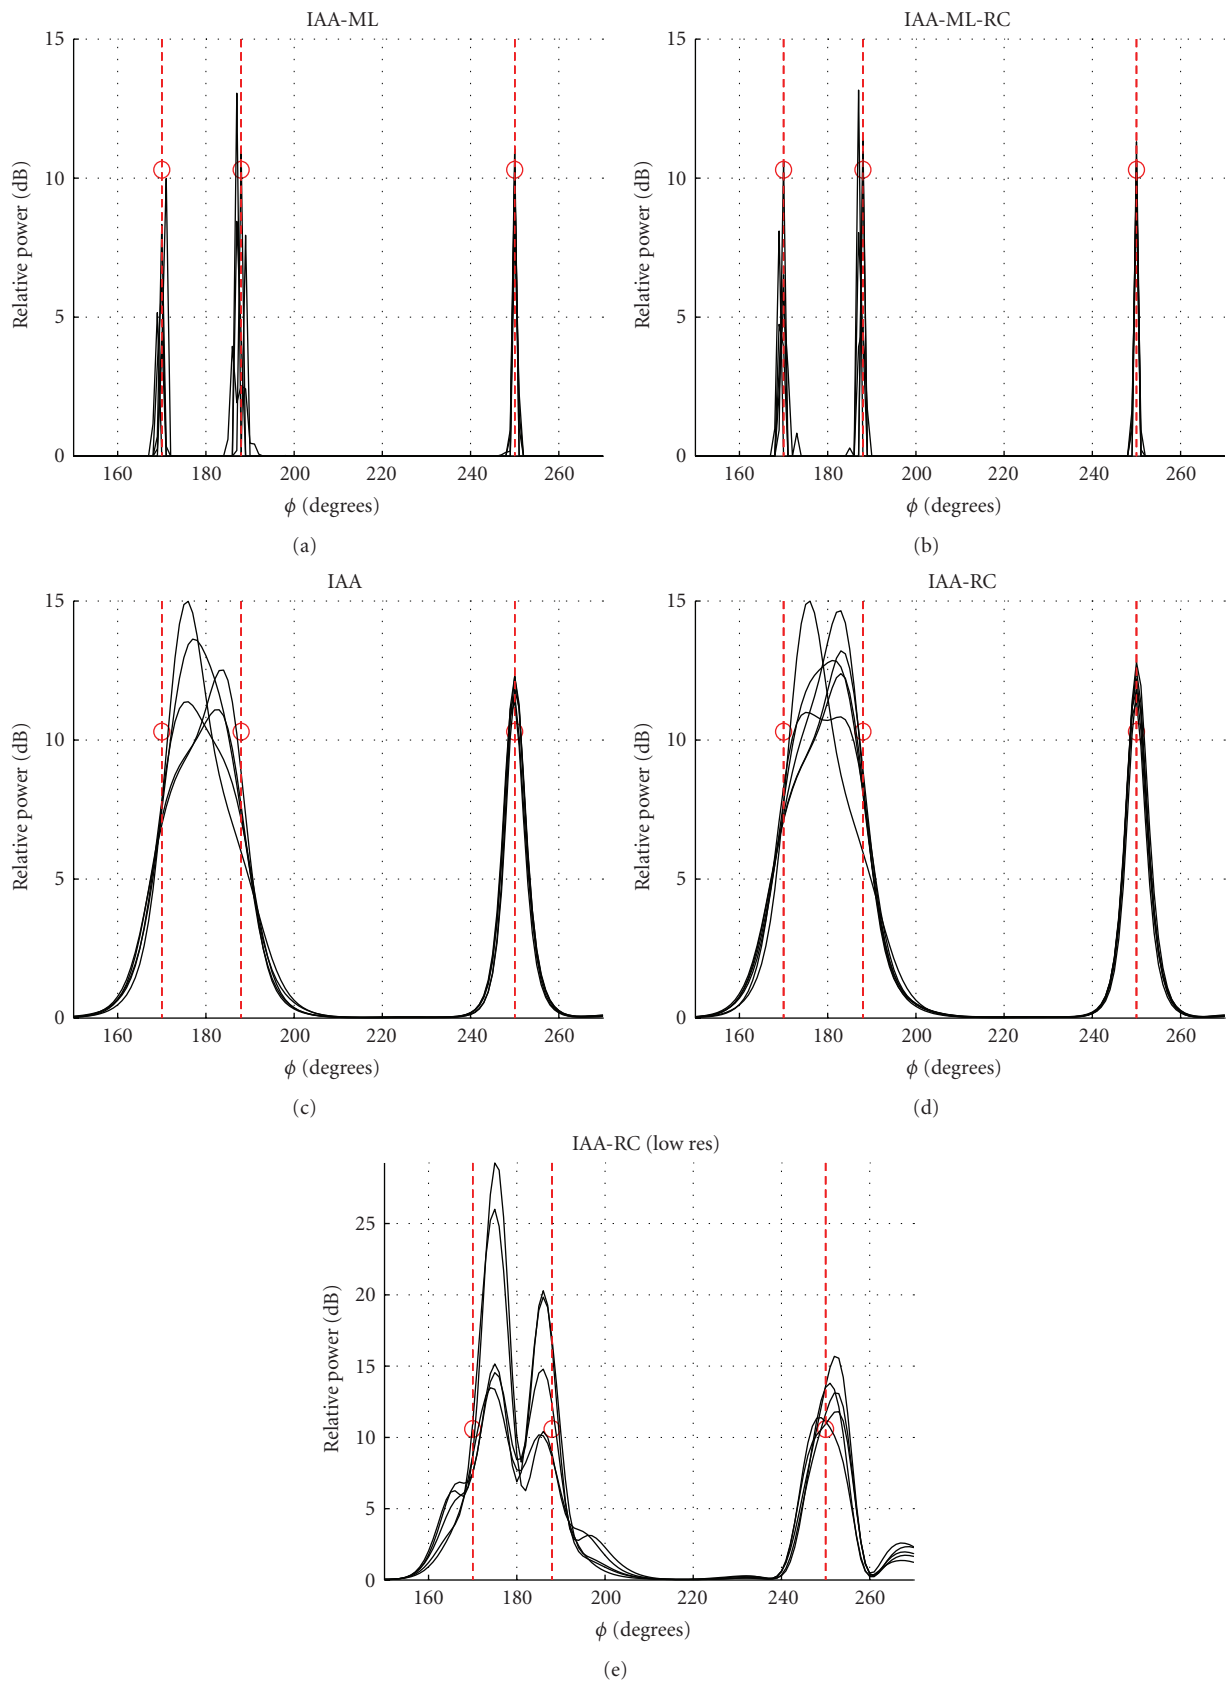 IAA-ML
15
10
5
0
Relative power (dB)
160 180 200 220 240 260
ϕ (degrees)
(a)
IAA-ML-RC
15
10
5
0
Relative power (dB)
160 180 200 220 240 260
ϕ (degrees)
(b)
IAA
15
10
5
0
Relative power (dB)
160 180 200 220 240 260
ϕ (degrees)
(c)
IAA-RC
15
10
5
0
Relative power (dB)
160 180 200 220 240 260
ϕ (degrees)
(d)
IAA-RC (low res)
25
20
15
10
5
0
Relative power (dB)
160 180 200 220 240 260
ϕ (degrees)
(e)